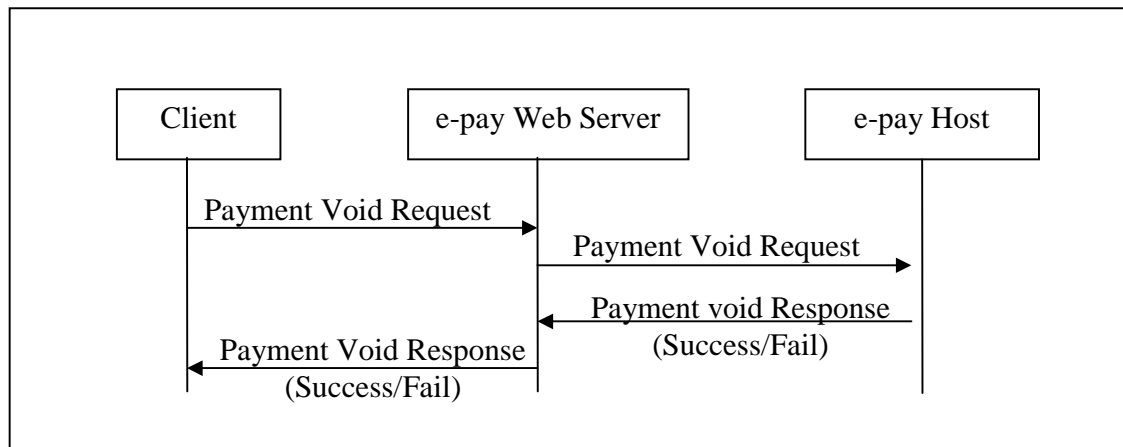 Client
e-pay Web Server
e-pay Host
Payment Void Request
Payment Void Request
Payment void Response
(Success/Fail)
Payment Void Response
(Success/Fail)